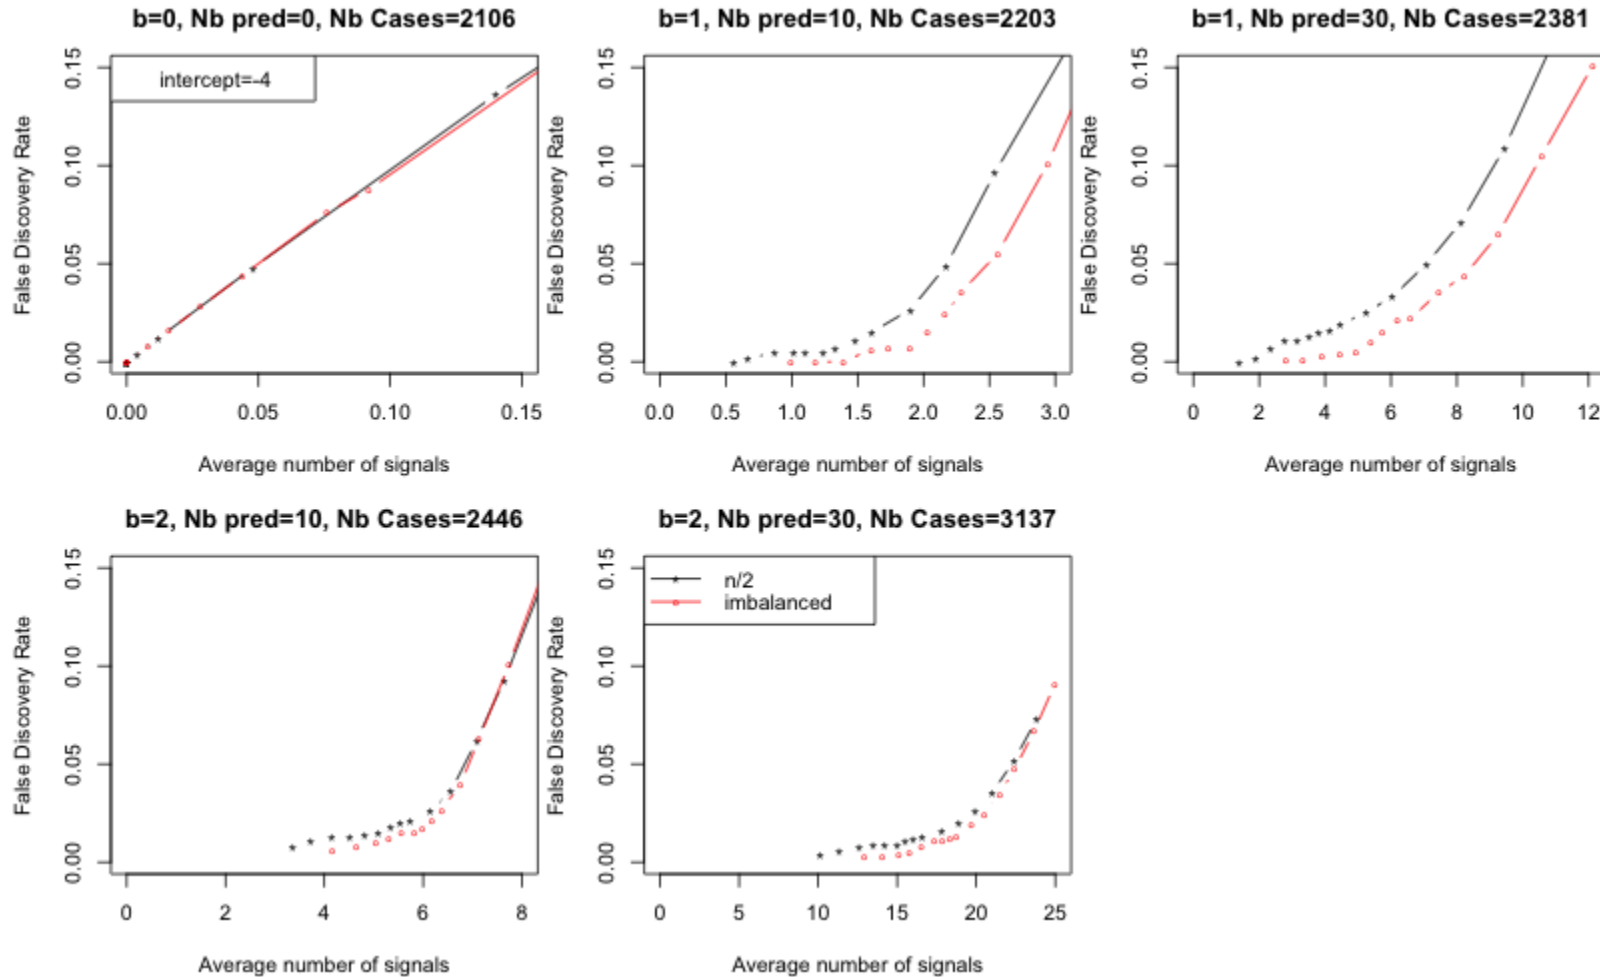 b=0, Nb pred=0, Nb Cases=2106
intercept=-4
False Discovery Rate
0.15
0.10
0.05
0.00
0.00 0.05 0.10 0.15
Average number of signals
b=1, Nb pred=10, Nb Cases=2203
False Discovery Rate
0.15
0.10
0.05
0.00
0.0 0.5 1.0 1.5 2.0 2.5 3.0
Average number of signals
b=1, Nb pred=30, Nb Cases=2381
False Discovery Rate
0.15
0.10
0.05
0.00
0 2 4 6 8 10 12
Average number of signals
b=2, Nb pred=10, Nb Cases=2446
False Discovery Rate
0.15
0.10
0.05
0.00
0 2 4 6 8
Average number of signals
b=2, Nb pred=30, Nb Cases=3137
n/2
imbalanced
False Discovery Rate
0.15
0.10
0.05
0.00
0 5 10 15 20 25
Average number of signals